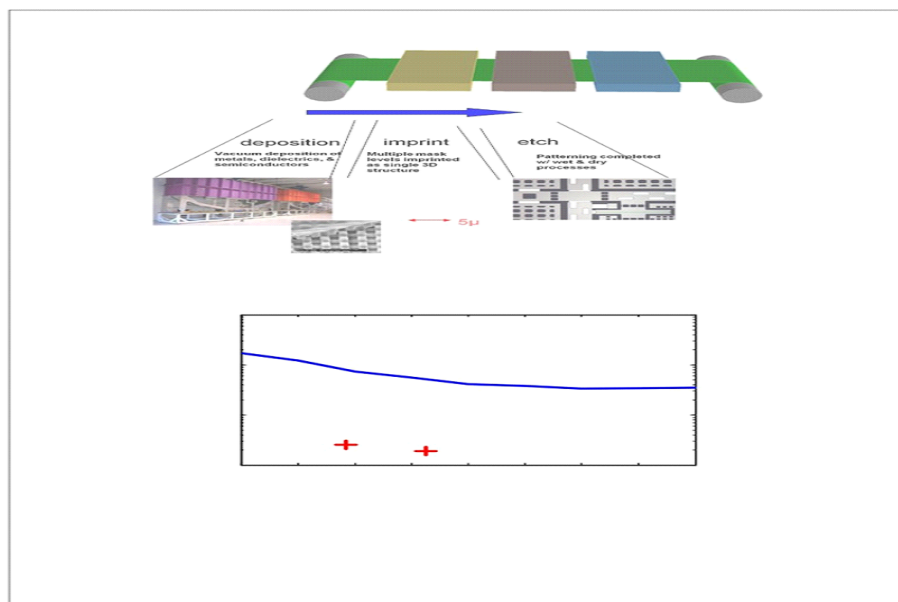 deposition
Vacuum deposition of
metals, dielectrics, &
semiconductors
imprint
Multiple mask
levels imprinted
as single 3D
structure
etch
Patterning completed
w/ wet & dry
processes
5µ